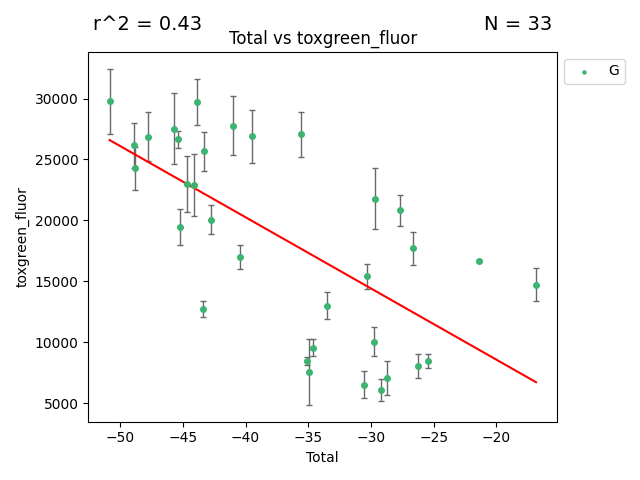 r^2 = 0.43
N = 33
Total vs toxgreen_fluor
G
30000
25000
20000
15000
10000
5000
toxgreen_fluor
−50 −45 −40 −35 −30 −25 −20
Total